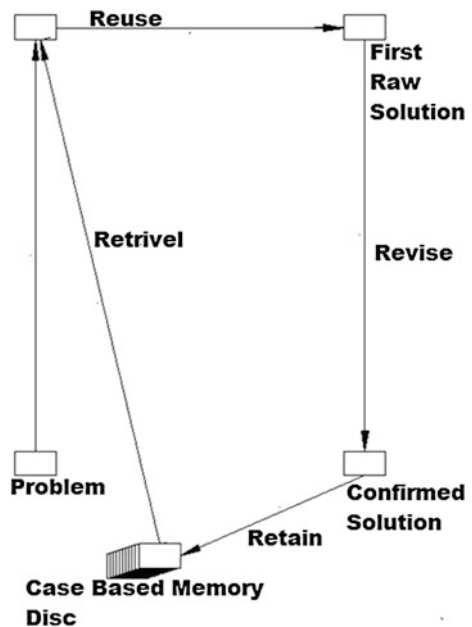 Reuse
First
Raw
Solution
Retrivel
Revise
Problem
Confirmed
Solution
Retain
Case Based Memory
Disc